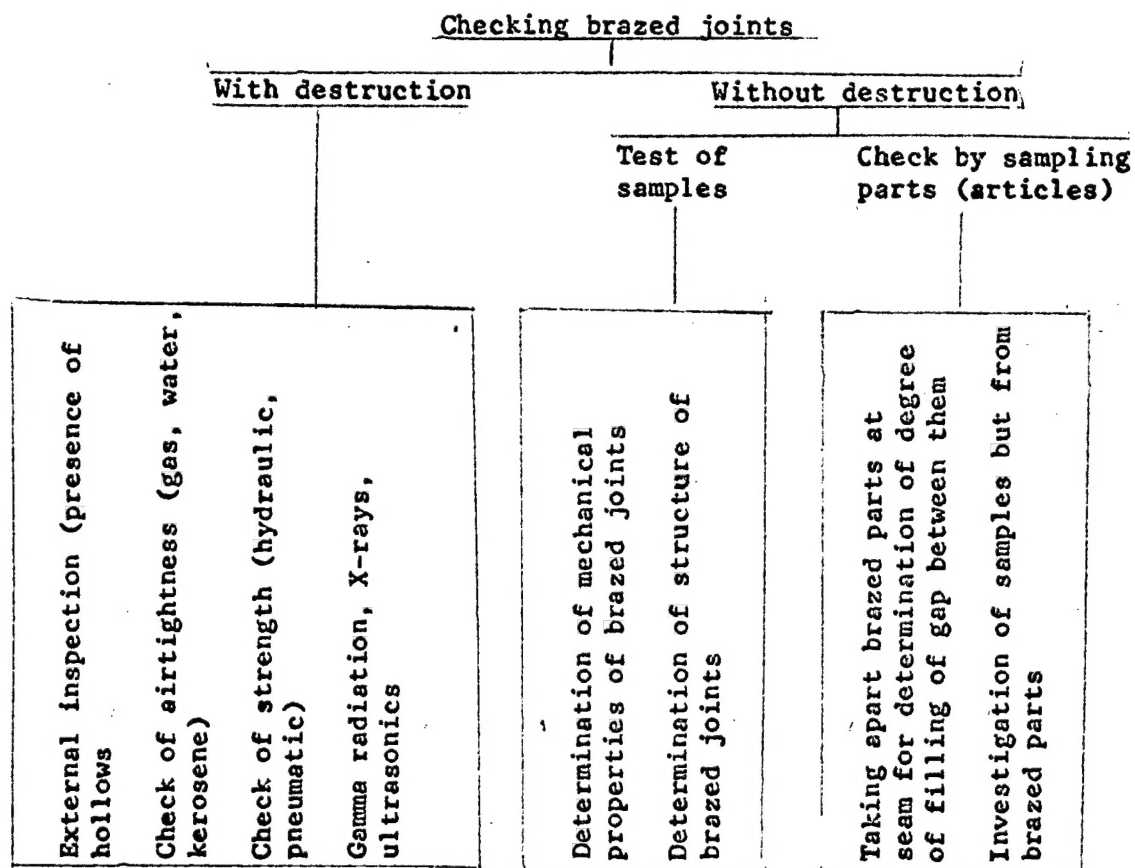 Checking brazed joints
With destruction
Without destruction
Test of
samples
Check by sampling
parts (articles)
External inspection (presence of
hollows
Check of airtightness (gas, water,
kerosene)
Check of strength (hydraulic,
pneumatic)
Gamma radiation, X-rays,
ultrasonics
Determination of mechanical
properties of brazed joints
Determination of structure of
brazed joints
Taking apart brazed parts at
seam for determination of degree
of filling of gap between them
Investigation of samples but from
brazed parts